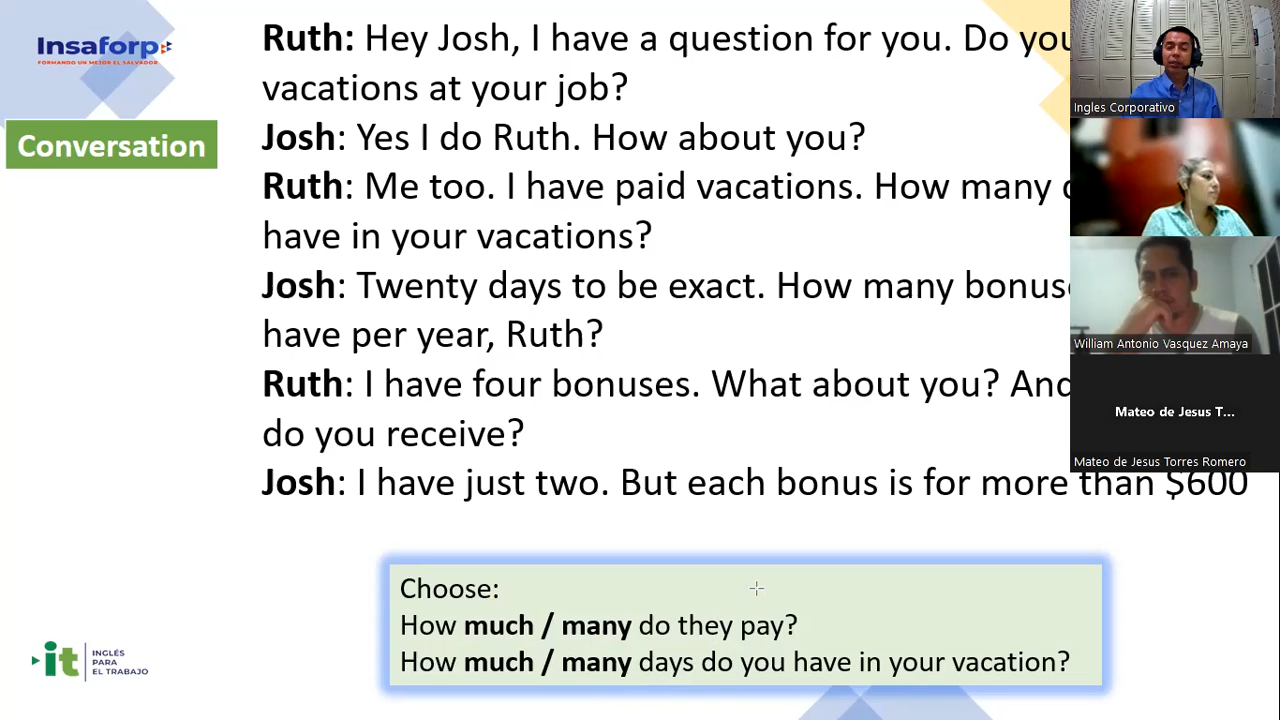 Insaforp
FORMANDO UN MEJOR EL SALVADOR
Conversation
Ruth: Hey Josh, I have a question for you. Do you
vacations at your job?
Josh: Yes I do Ruth. How about you?
Ruth: Me too. I have paid vacations. How many
have in your vacations?
Josh: Twenty days to be exact. How many
have per year, Ruth?
Ruth: I have four bonuses. What about you? And
do you receive?
Josh: I have just two. But each bonus is for more than $600
Choose:
How much / many do they pay?
How much / many days do you have in your vacation?
it
INGLÉS
PARA
EL TRABAJO
Ingles Corporativo
William Antonio Vasquez Amaya
Mateo de Jesus T...
Mateo de Jesus Torres Romero